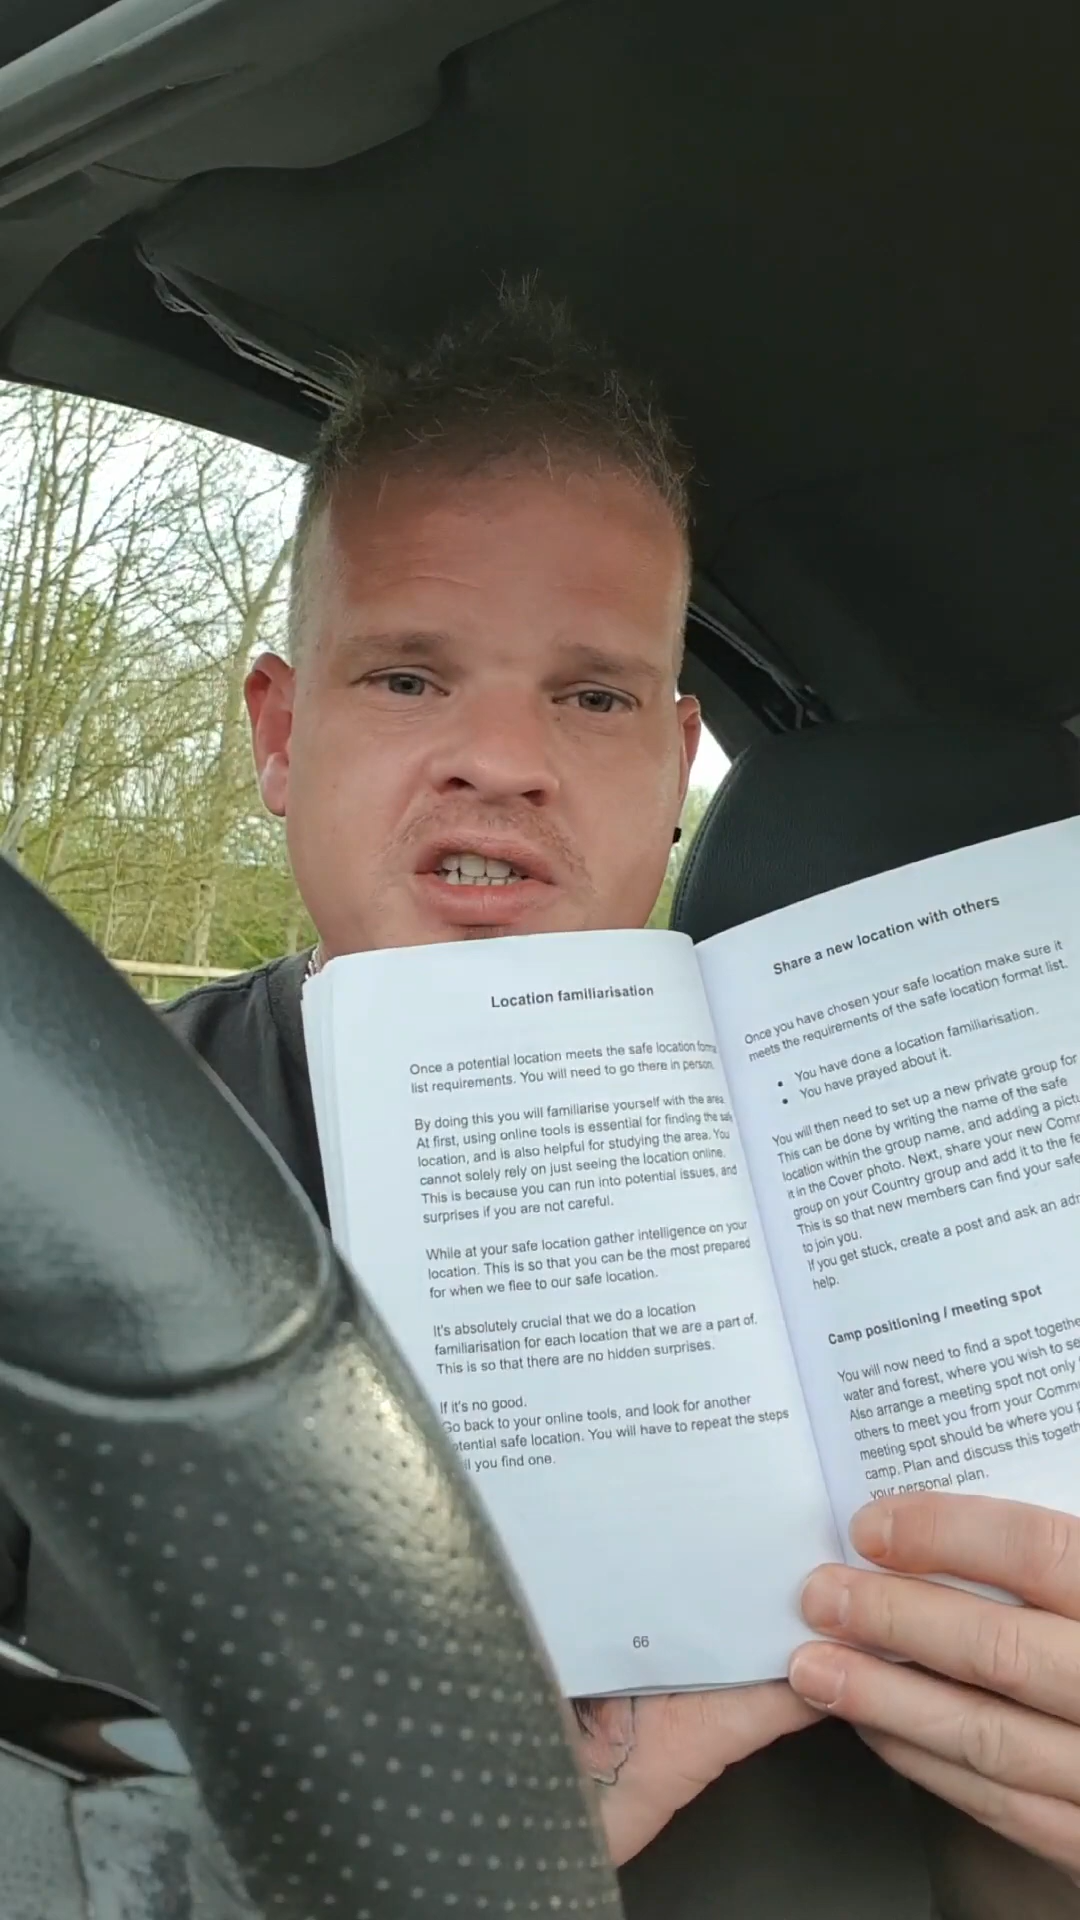 Location familiarisation
Once a potential location meets the safe location
list requirements. You will need to go there in person.
By doing this you will familiarise yourself with the area.
At first, using online tools is essential for finding the safe
location, and is also helpful for studying the area. You
cannot solely rely on just seeing the location online.
This is because you can run into potential issues, and
surprises if you are not careful.
While at your safe location gather intelligence on your
location. This is so that you can be the most prepared
for when we flee to our safe location.
It's absolutely crucial that we do a location
familiarisation for each location that we are a part of.
This is so that there are no hidden surprises.
If it's no good.
Go back to your online tools, and look for another
safe location. You will have to repeat the steps
you find one.
66
Share a new location with others
Once you have chosen your safe location make sure it
meets the requirements of the safe location format list.
• You have done a location familiarisation.
• You have prayed about it.
You will then need to set up a new private group for
This can be done by writing the name of the safe
location within the group name, and adding a
it in the Cover photo. Next, share your new
group on your Country group and add it to the
This is so that new members can find your safe
to join you.
If you get stuck, create a post and ask an
help.
Camp positioning / meeting spot
You will now need to find a spot
water and forest, where you wish to
Also arrange a meeting spot not only
others to meet you from your
meeting spot should be where you
camp. Plan and discuss this
your personal plan.